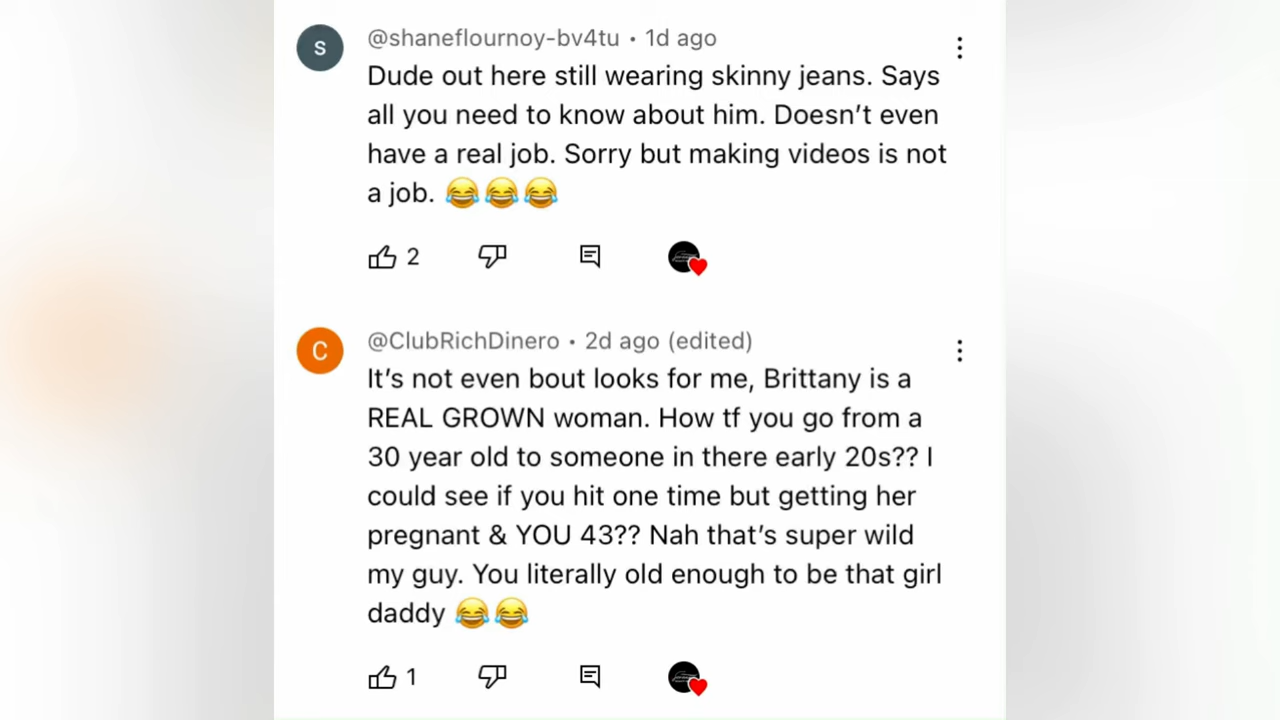 S
@shaneflournoy-bv4tu • 1d ago
Dude out here still wearing skinny jeans. Says
all you need to know about him. Doesn’t even
have a real job. Sorry but making videos is not
a job. 😂😂😂
2
C
@ClubRichDinero • 2d ago (edited)
It’s not even bout looks for me, Brittany is a
REAL GROWN woman. How tf you go from a
30 year old to someone in there early 20s?? I
could see if you hit one time but getting her
pregnant & YOU 43?? Nah that’s super wild
my guy. You literally old enough to be that girl
daddy 😂😂
1